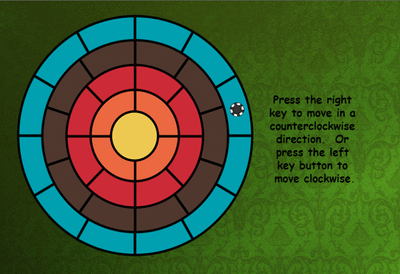 Press the right
key to move in a
counterclockwise
direction.  Or
press the left
key button to
move clockwise.